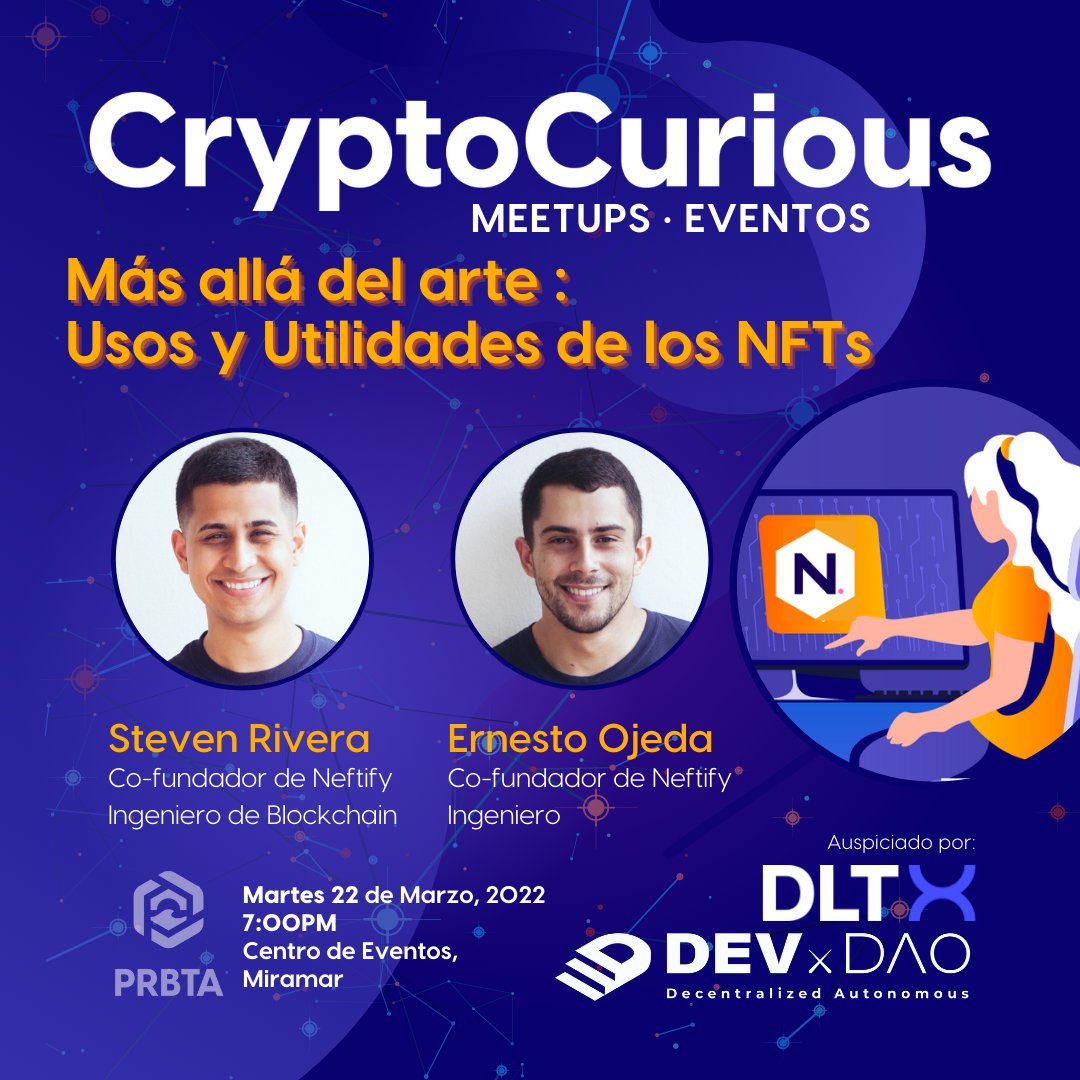 CryptoCurious
MEETUPS · EVENTOS
Más allá del arte :
Usos y Utilidades de los NFTs
N.
Steven Rivera
Co-fundador de Neftify
Ingeniero de Blockchain
Ernesto Ojeda
Co-fundador de Neftify
Ingeniero
Auspiciado por:
DLTX
DEV x DAO
Decentralized Autonomous
PRBTA
Martes 22 de Marzo, 2022
7:00PM
Centro de Eventos,
Miramar